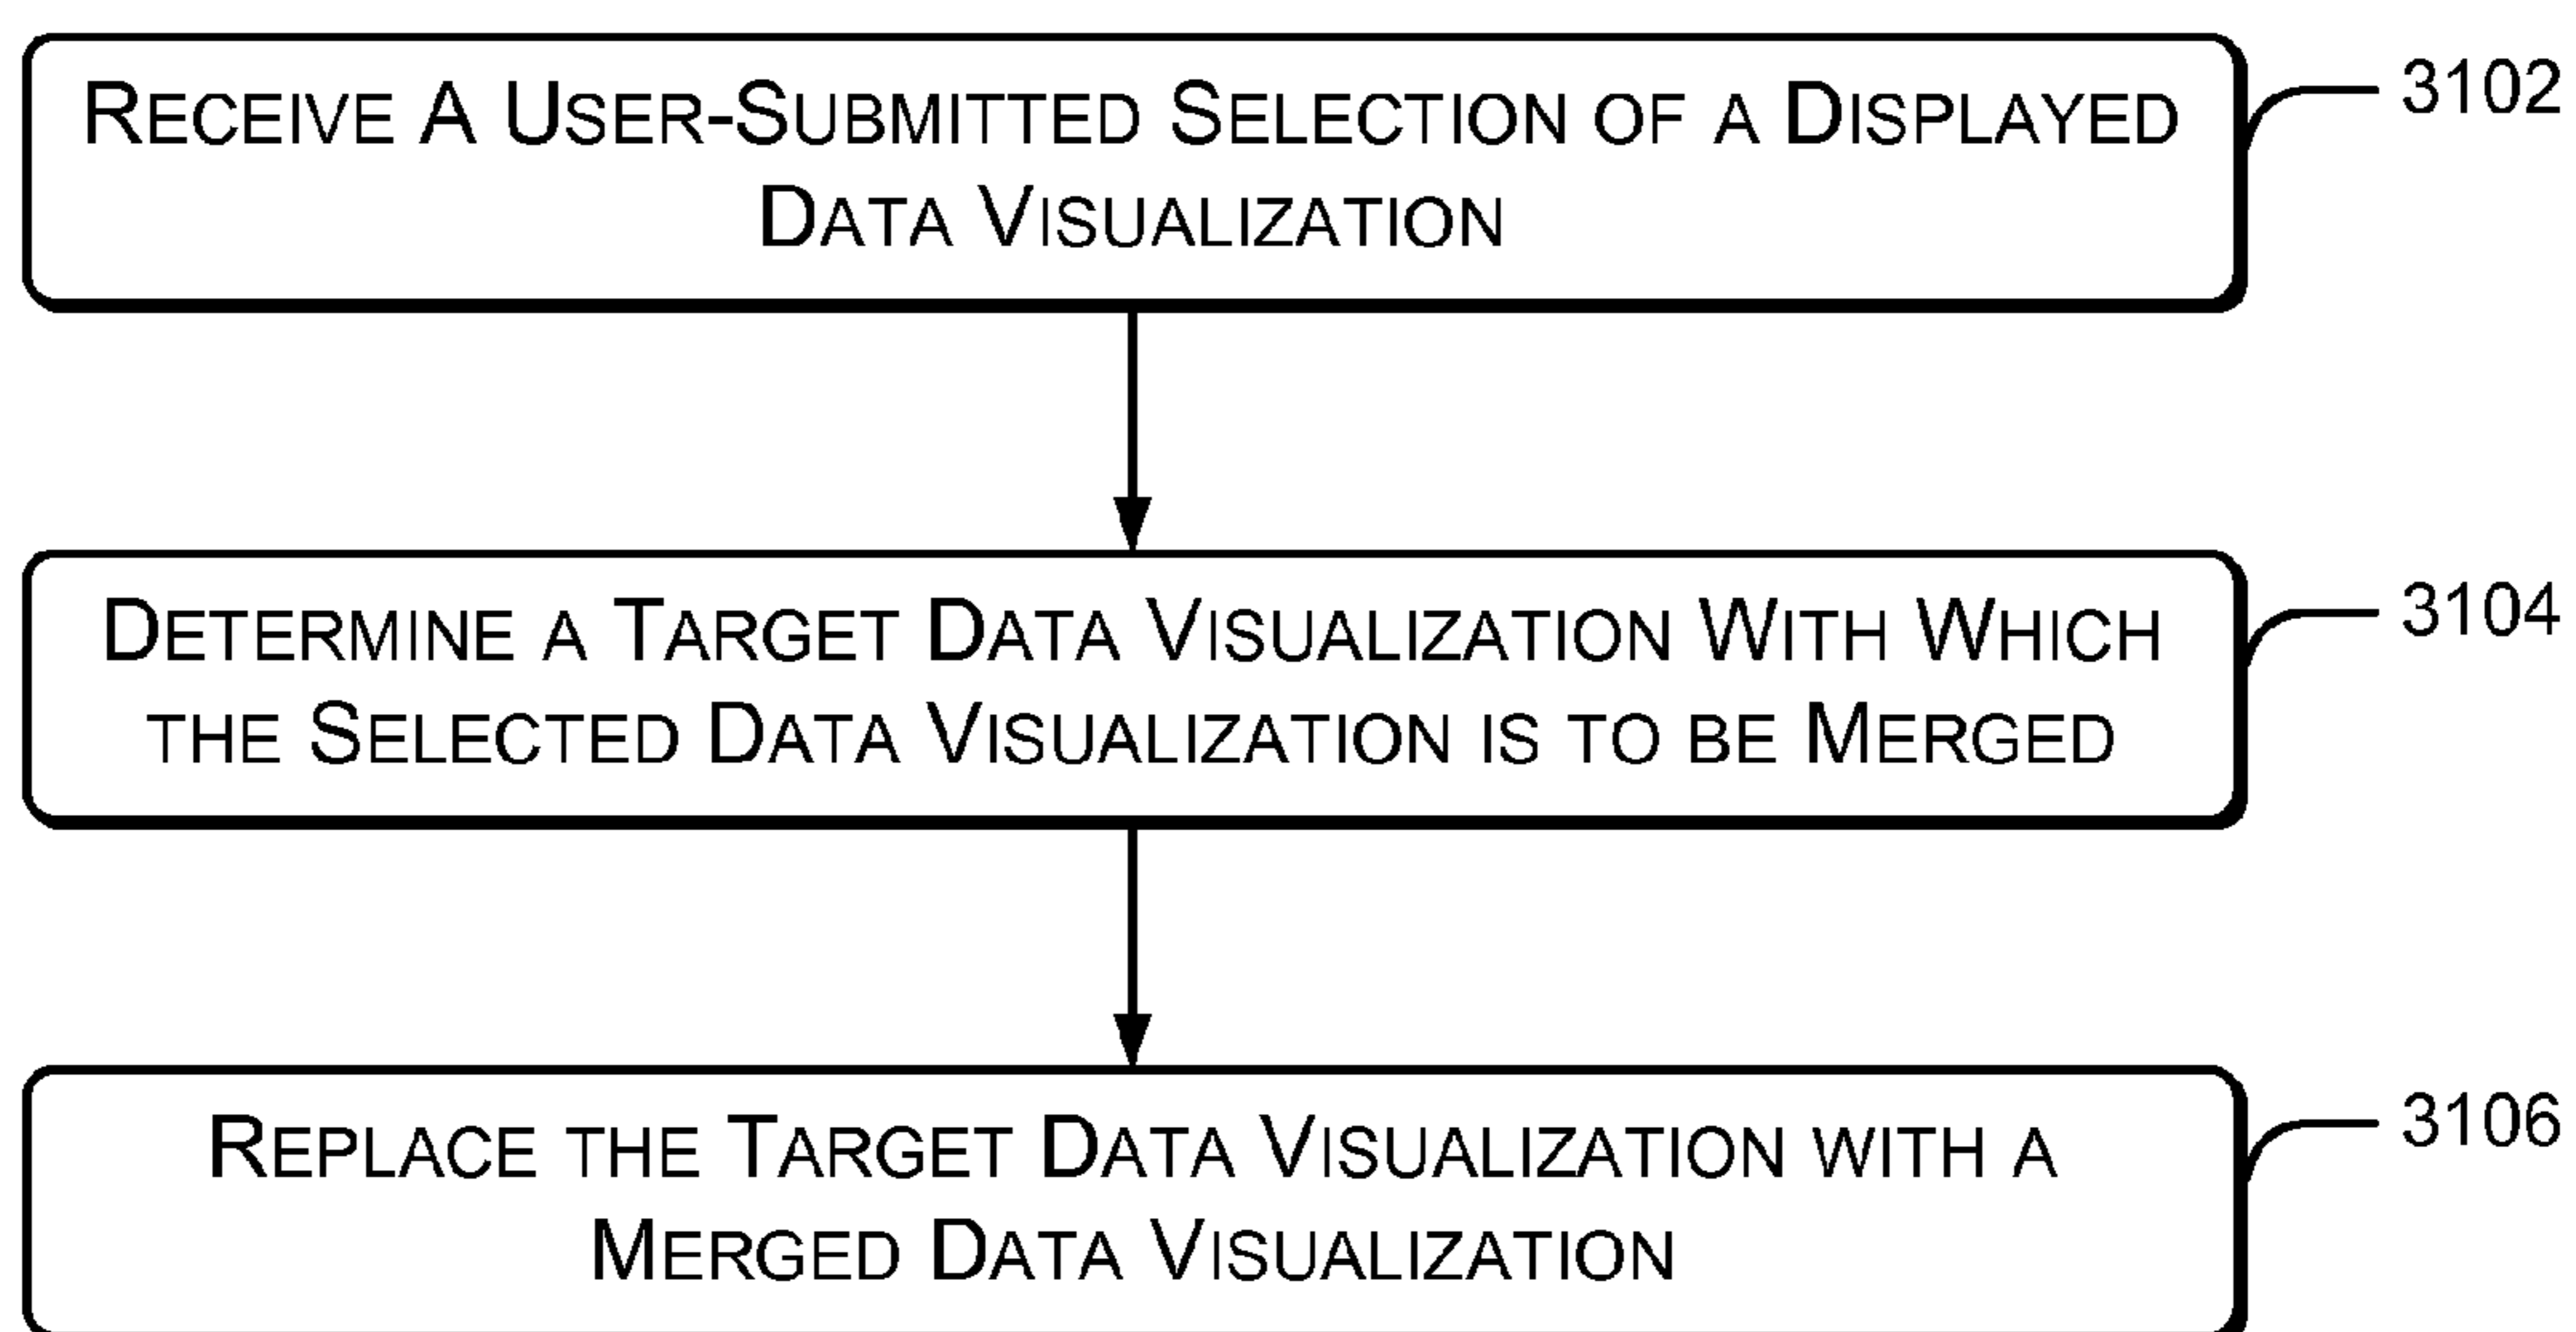 RECEIVE A USER-SUBMITTED SELECTION OF A DISPLAYED
DATA VISUALIZATION
3102
DETERMINE A TARGET DATA VISUALIZATION WITH WHICH
THE SELECTED DATA VISUALIZATION IS TO BE MERGED
3104
REPLACE THE TARGET DATA VISUALIZATION WITH A
MERGED DATA VISUALIZATION
3106